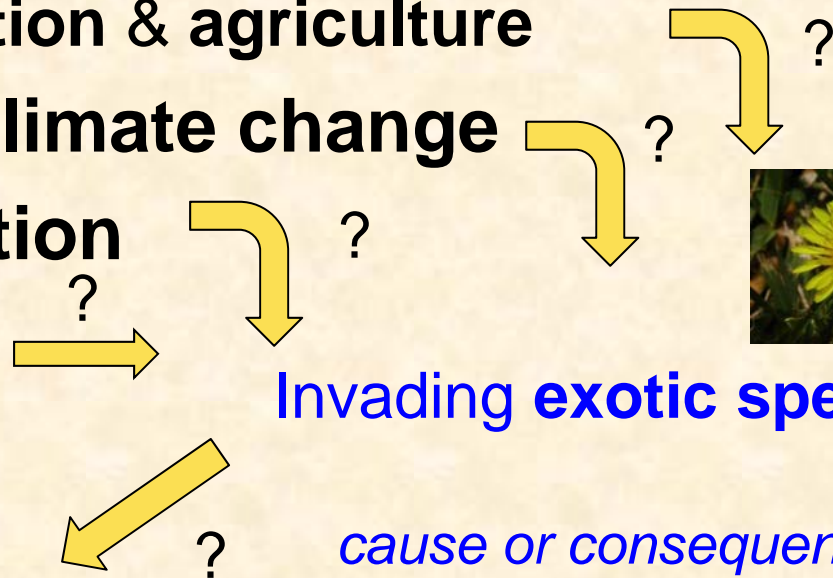 tion & agriculture
?
limate change
?
tion
?
?
Invading exotic spe
?
cause or consequen